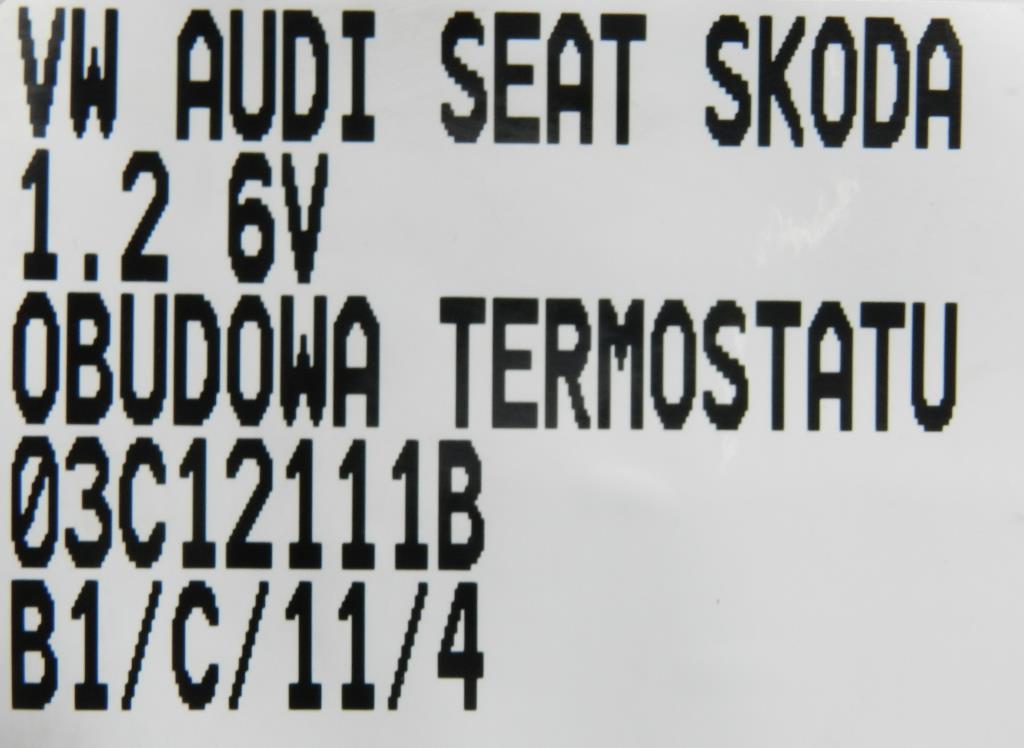 VW AUDI SEAT SKODA
1.2 6V
OBUDOWA TERMOSTATU
03C12111B
B1/C/11/4